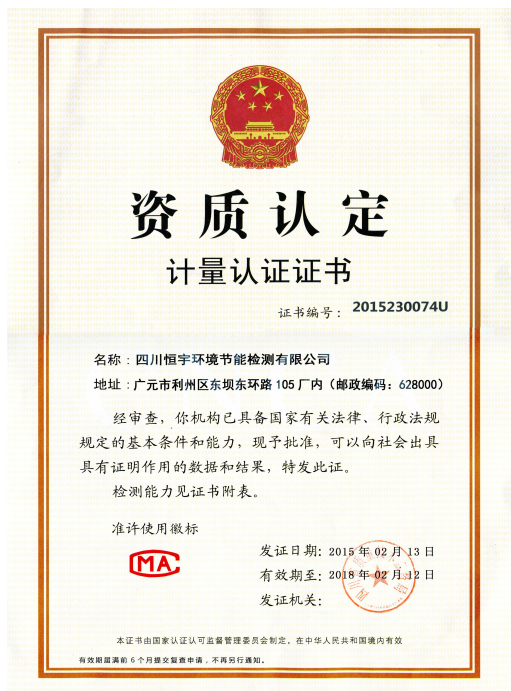 资质认定
计量认证证书
证书编号：2015230074U
名称：四川恒宇环境节能检测有限公司
地址：广元市利州区东坝东环路105厂内（邮政编码：628000）
经审查，你机构已具备国家有关法律、行政法规
规定的基本条件和能力，现予批准，可以向社会出具
具有证明作用的数据和结果，特发此证。
检测能力见证书附表。
准许使用徽标
MA
发证日期：2015年02月13日
有效期至：2018年02月12日
发证机关：
本证书由国家认证认可监督管理委员会制定，在中华人民共和国境内有效
有效期届满前6个月提交复查申请，不再另行通知。